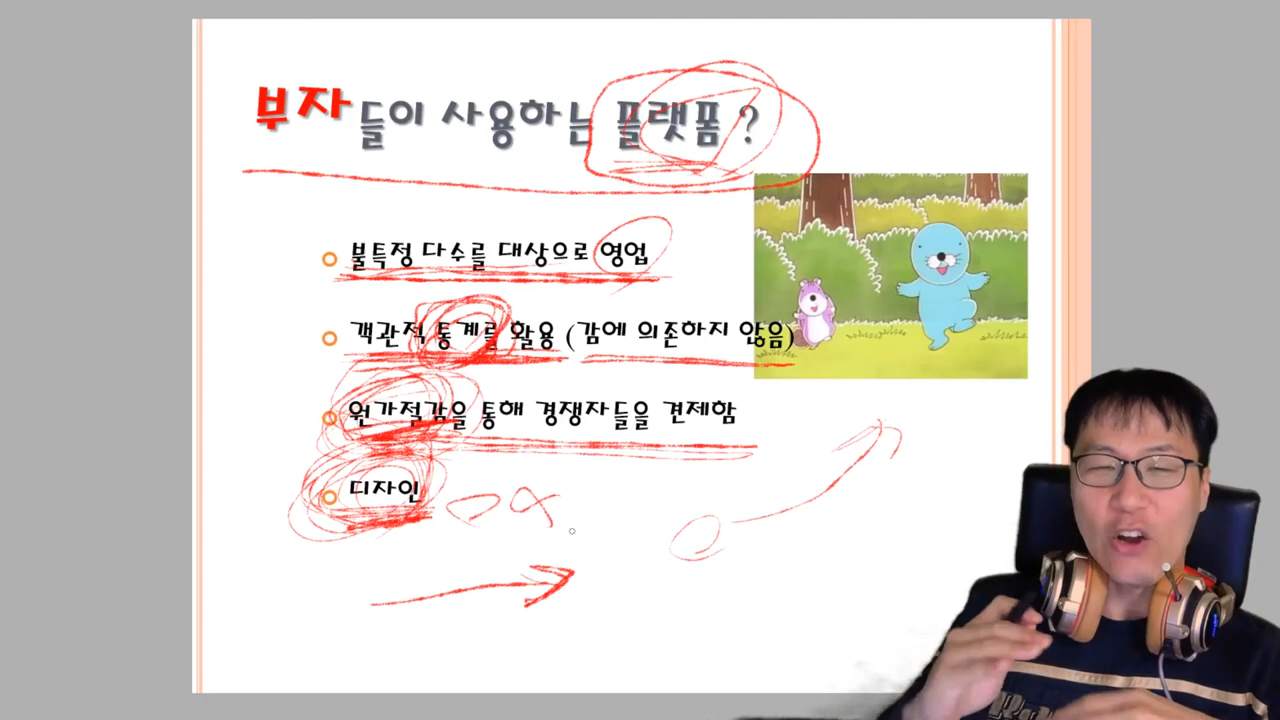 부자들이 사용하는 플랫폼 ?
불특정 다수를 대상으로 영업
객관적 통계를 활용 (감에 의존하지 않음)
원가적감을 통해 경쟁자들을 견제함
디자인